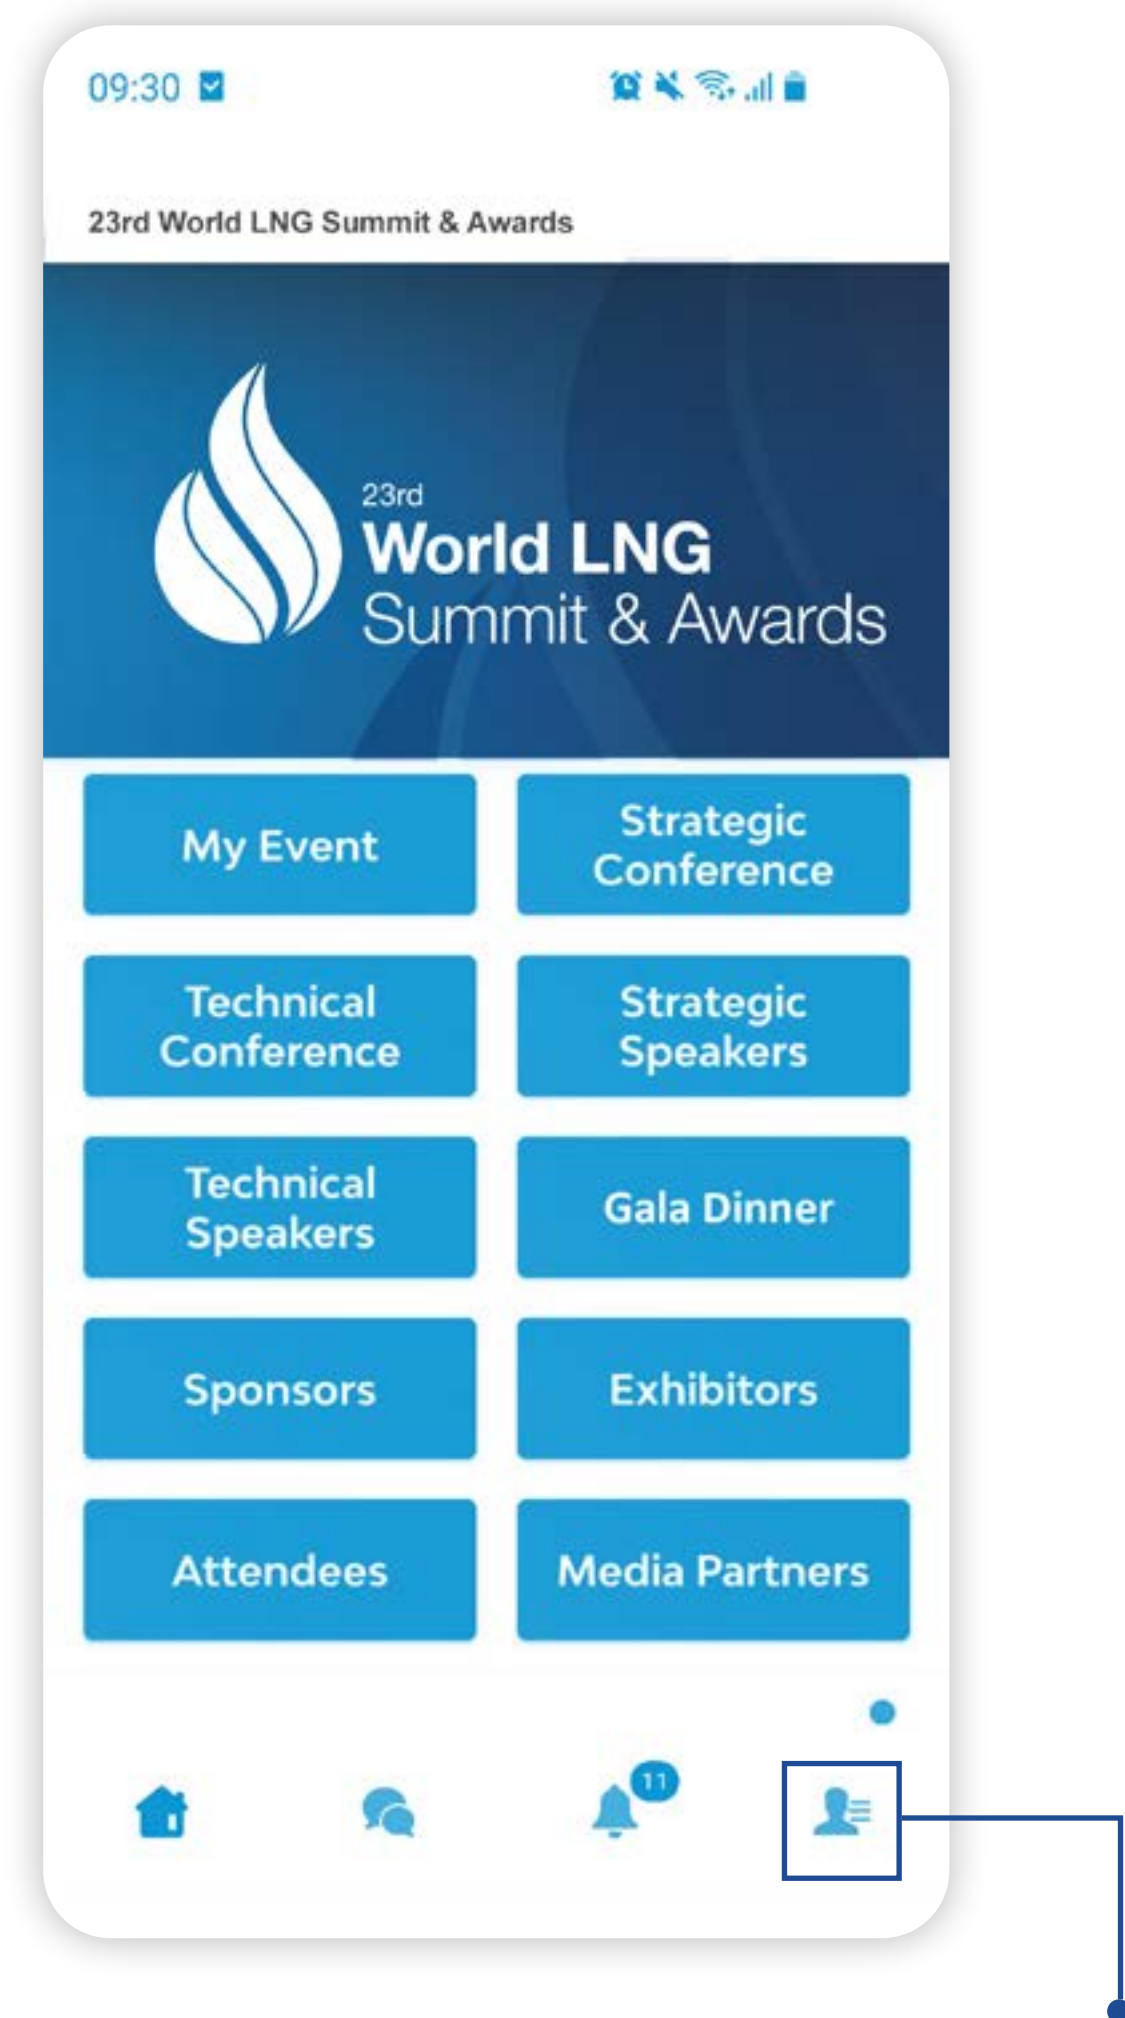 09:30
23rd World LNG Summit & Awards
23rd
World LNG
Summit & Awards
My Event
Strategic
Conference
Technical
Conference
Strategic
Speakers
Technical
Speakers
Gala Dinner
Sponsors
Exhibitors
Attendees
Media Partners
11